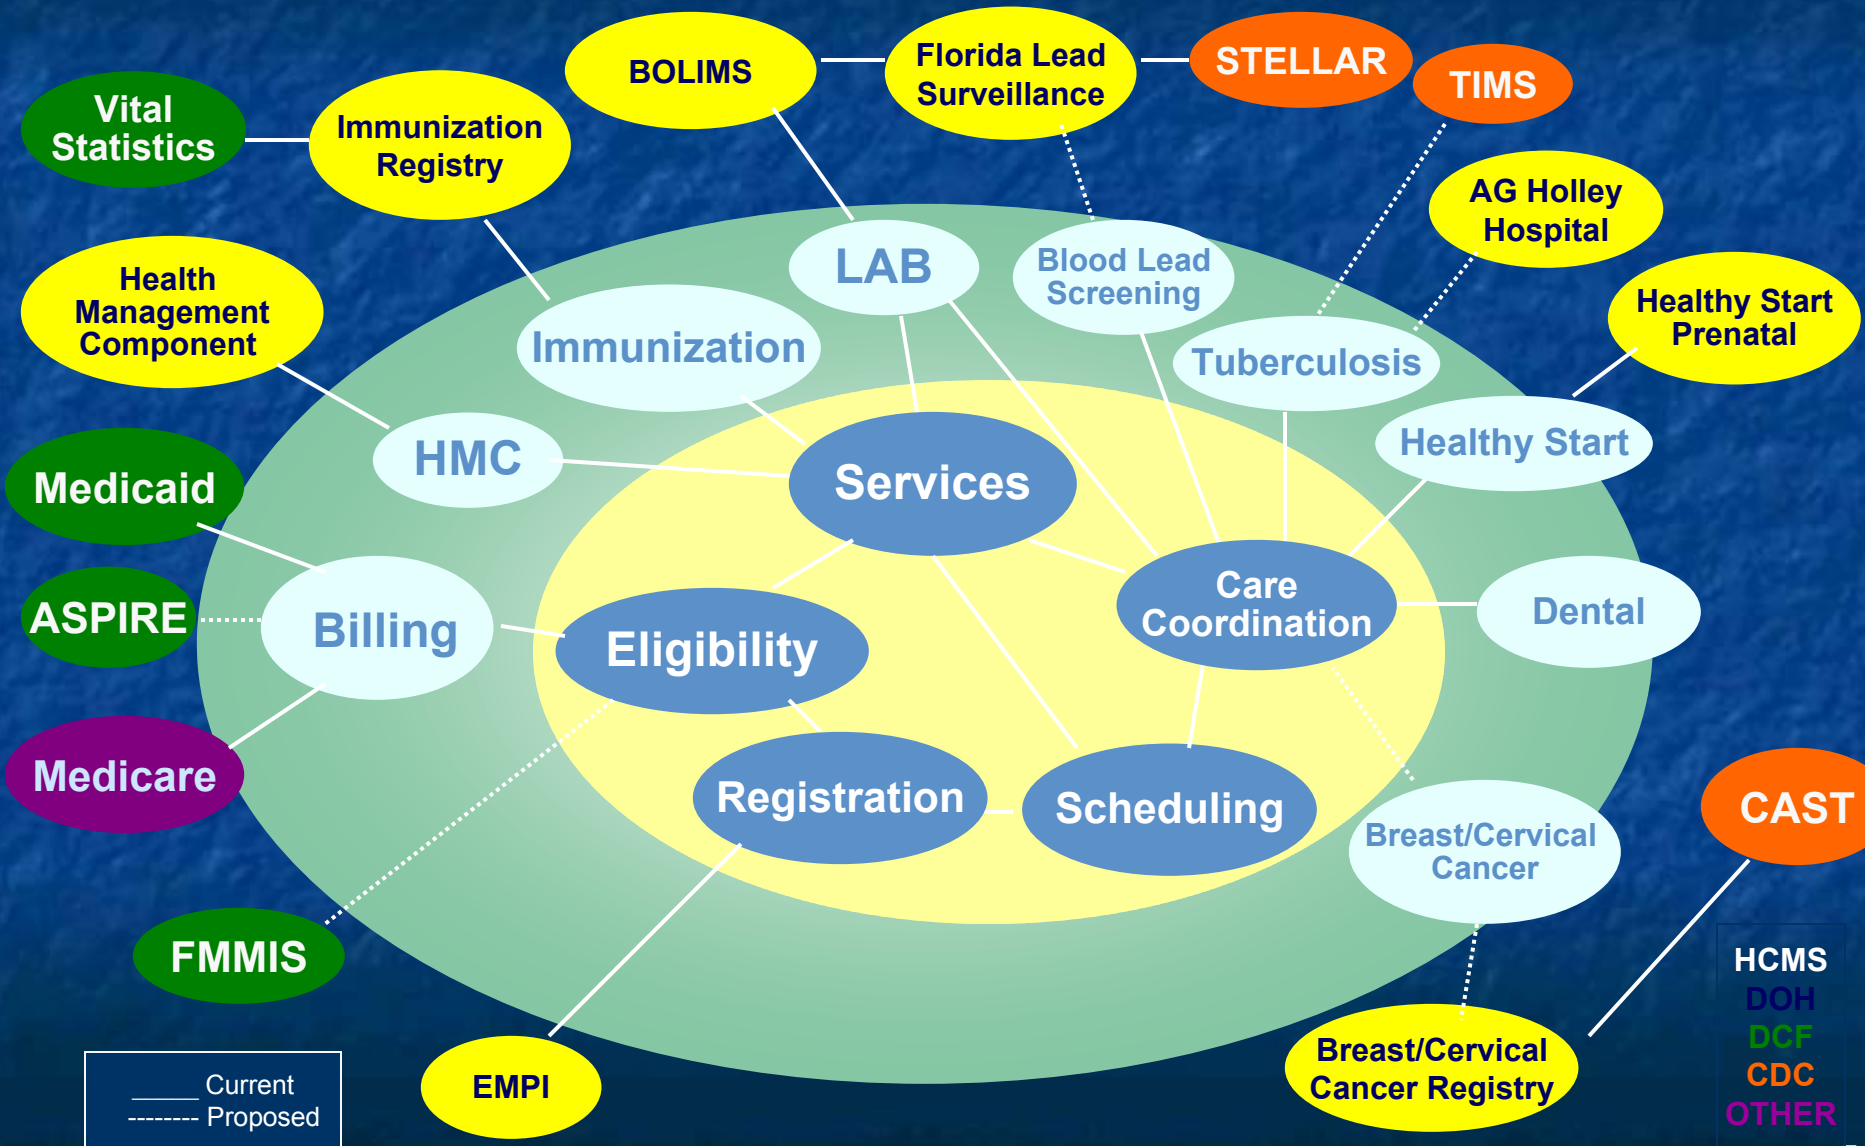 BOLIMS
Florida Lead
Surveillance
STELLAR
TIMS
Vital
Statistics
Immunization
Registry
AG Holley
Hospital
Health
Management
Component
LAB
Blood Lead
Screening
Healthy Start
Prenatal
Immunization
Tuberculosis
HMC
Healthy Start
Medicaid
Services
ASPIRE
Billing
Eligibility
Care
Coordination
Dental
Medicare
Registration
Scheduling
CAST
Breast/Cervical
Cancer
FMMIS
EMPI
Breast/Cervical
Cancer Registry
HCMS
DOH
DCF
CDC
OTHER
_____ Current
-------- Proposed